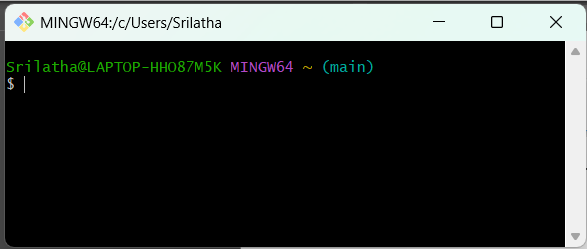 MINGW64:/c/Users/Srilatha
Srilatha@LAPTOP-HHO87M5K MINGW64 ~ (main)
$